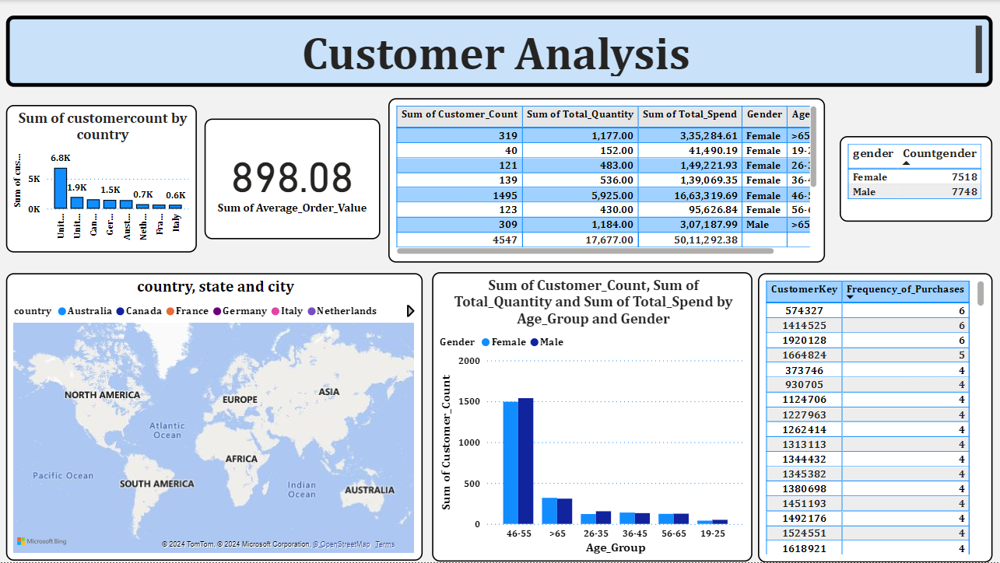 Customer Analysis
Sum of customercount by
country
Sum of cus...
6.8K
1.9K
1.5K
0.7K
0.6K
5K
0K
Unit...
Unit...
Can...
Ger...
Aust...
Neth...
Fra...
Italy
898.08
Sum of Average_Order_Value
Sum of Customer_Count Sum of Total_Quantity Sum of Total_Spend Gender Age
319 1,177.00 3,35,284.61 Female >65
40 152.00 41,490.19 Female 19-
121 483.00 1,49,221.93 Female 26-
139 536.00 1,39,069.35 Female 36-
1495 5,925.00 16,63,319.69 Female 46-
123 430.00 95,626.84 Female 56-
309 1,184.00 3,07,187.99 Male >65
4547 17,677.00 50,11,292.38
gender Countgender
Female 7518
Male 7748
country, state and city
country Australia Canada France Germany Italy Netherlands
NORTH AMERICA
EUROPE
ASIA
Atlantic
Ocean
AFRICA
Pacific Ocean
SOUTH AMERICA
Indian
Ocean
AUSTRALIA
Microsoft Bing
© 2024 TomTom, © 2024 Microsoft Corporation, © OpenStreetMap Terms
Sum of Customer_Count, Sum of
Total_Quantity and Sum of Total_Spend by
Age_Group and Gender
Gender Female Male
Sum of Customer_Count
2000
1500
1000
500
0
46-55 >65 26-35 36-45 56-65 19-25
Age_Group
CustomerKey Frequency_of_Purchases
574327 6
1414525 6
1920128 6
1664824 5
373746 4
930705 4
1124706 4
1227963 4
1262414 4
1313113 4
1344432 4
1345382 4
1380698 4
1451193 4
1492176 4
1524551 4
1618921 4